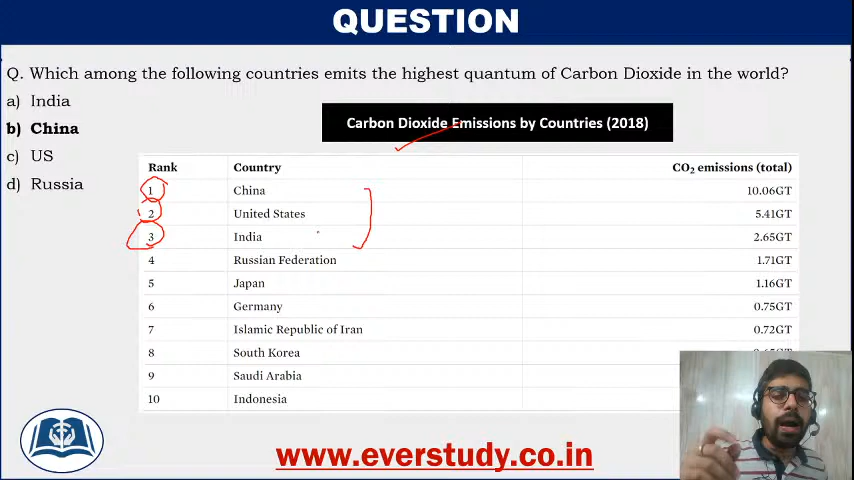 QUESTION
Q. Which among the following countries emits the highest quantum of Carbon Dioxide in the world?
a) India
b) China
c) US
d) Russia
Carbon Dioxide Emissions by Countries (2018)
Rank Country CO₂ emissions (total)
1 China 10.06GT
2 United States 5.41GT
3 India 2.65GT
4 Russian Federation 1.71GT
5 Japan 1.16GT
6 Germany 0.75GT
7 Islamic Republic of Iran 0.72GT
8 South Korea
9 Saudi Arabia
10 Indonesia
www.everstudy.co.in